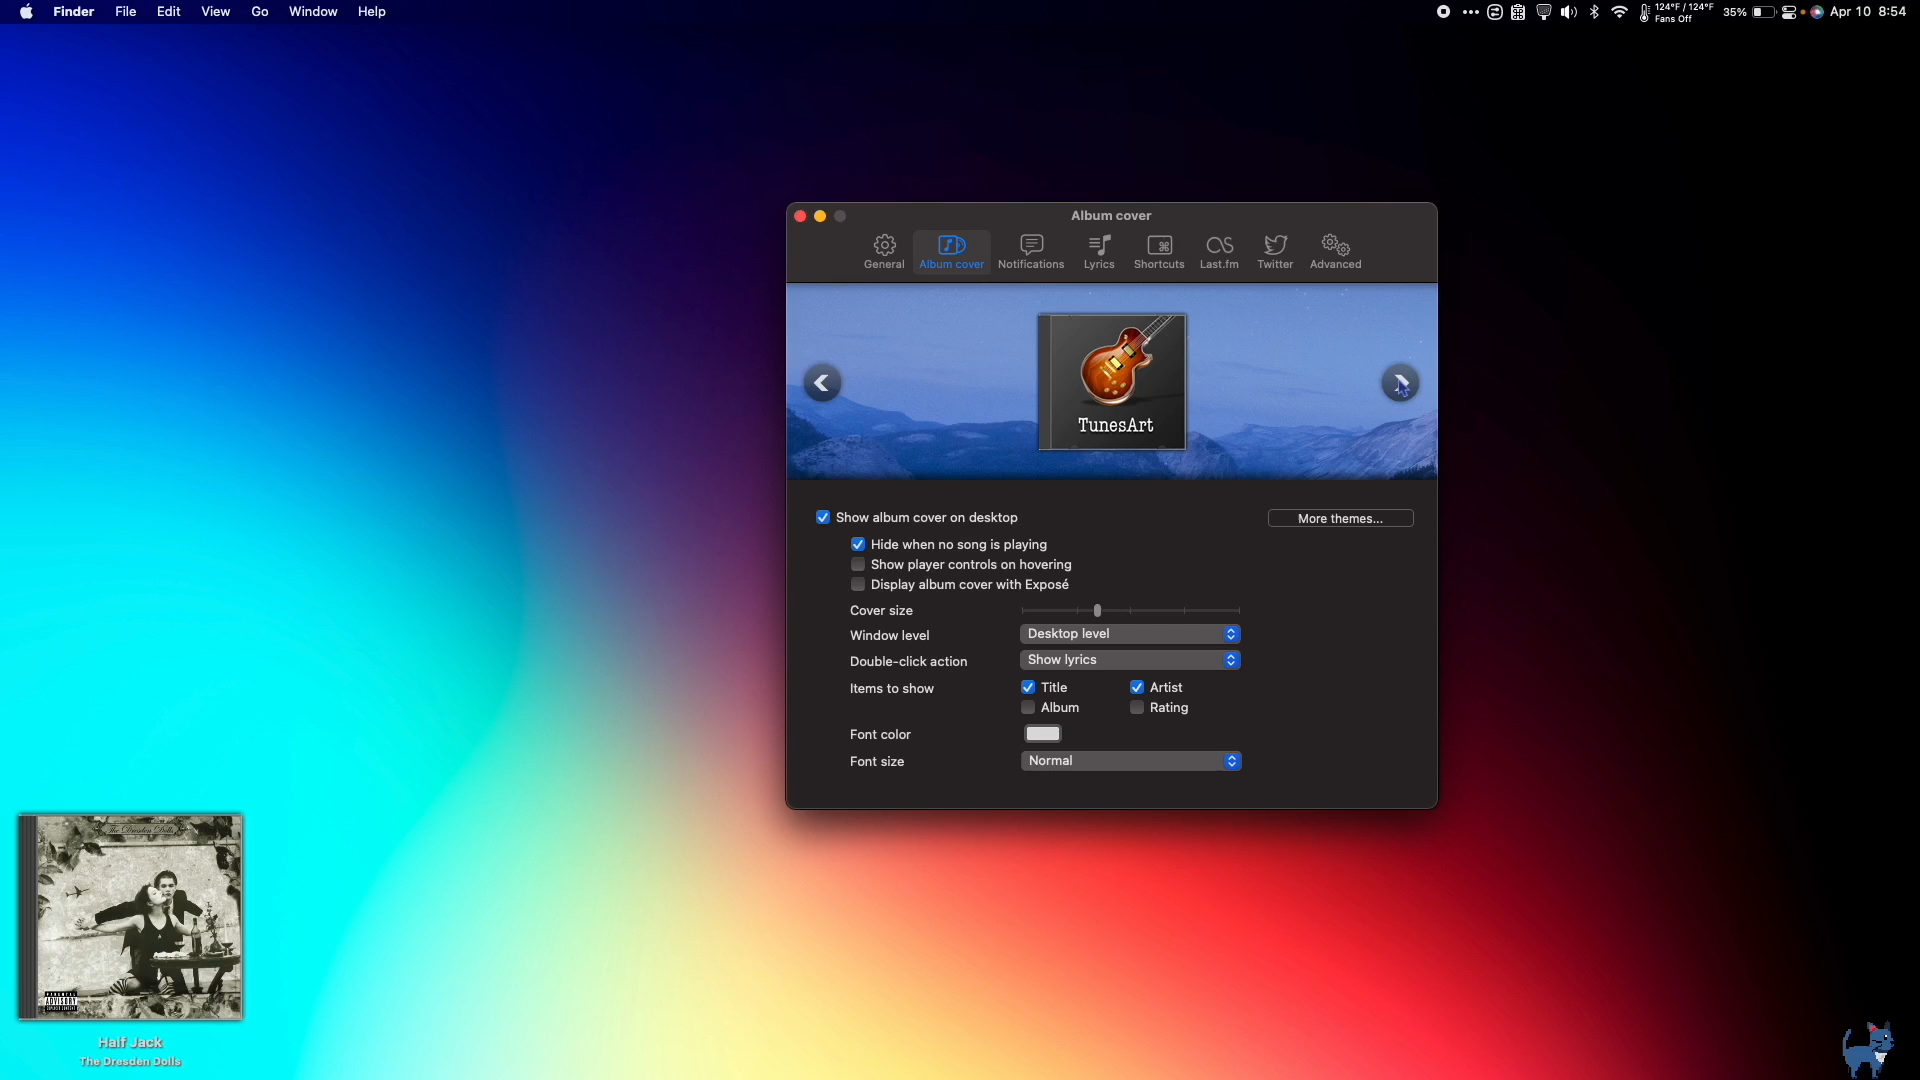 Finder File Edit View Go Window Help
124°F / 124°F
Fans Off
35%
Apr 10 8:54
Album cover
General Album cover Notifications Lyrics Shortcuts Last.fm Twitter Advanced
TunesArt
Show album cover on desktop
More themes...
Hide when no song is playing
Show player controls on hovering
Display album cover with Exposé
Cover size
Window level Desktop level
Double-click action Show lyrics
Items to show Title Artist
Album Rating
Font color
Font size Normal
The Dresden Dolls
PARENTAL
ADVISORY
EXPLICIT CONTENT
Half Jack
The Dresden Dolls